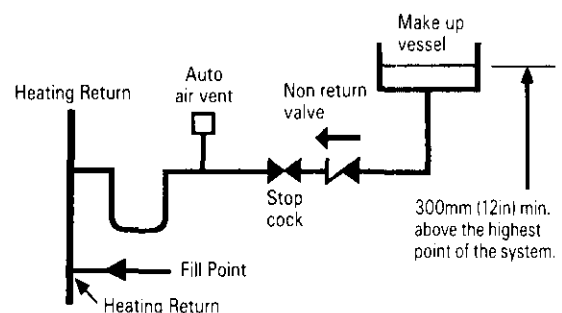 Make up
vessel
Auto
air vent
Non return
valve
Heating Return
Stop
cock
300mm (12in) min.
above the highest
point of the system.
Fill Point
Heating Return